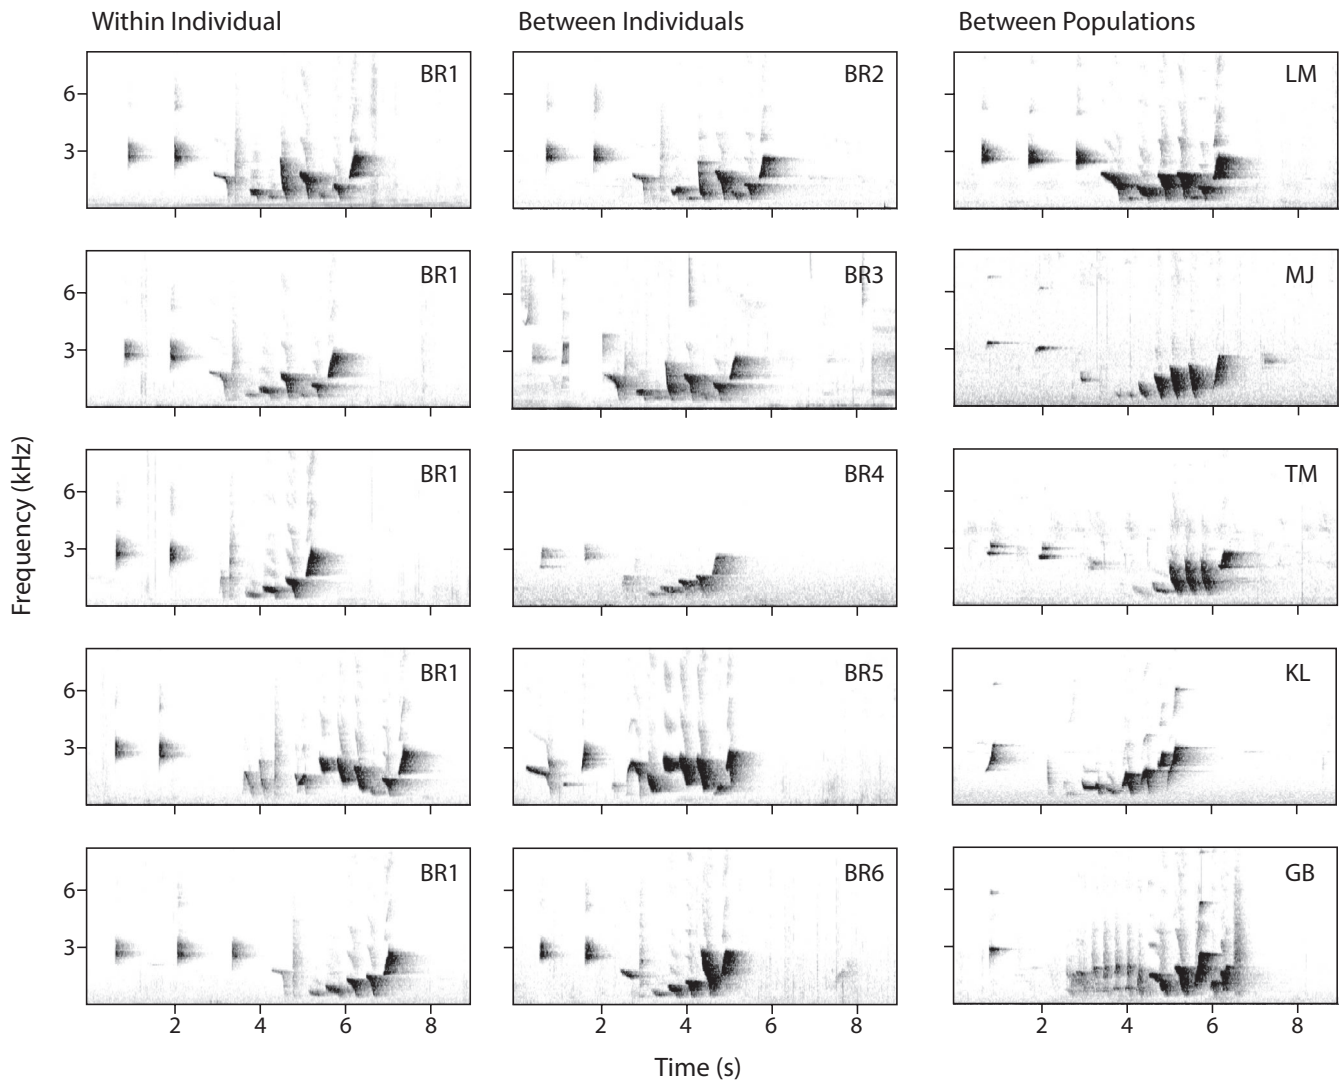 Within Individual
Between Individuals
Between Populations
BR1
BR2
LM
6
3
BR1
BR3
MJ
6
3
BR1
BR4
TM
6
3
BR1
BR5
KL
6
3
BR1
BR6
GB
6
3
Frequency (kHz)
2 4 6 8
2 4 6 8
2 4 6 8
Time (s)